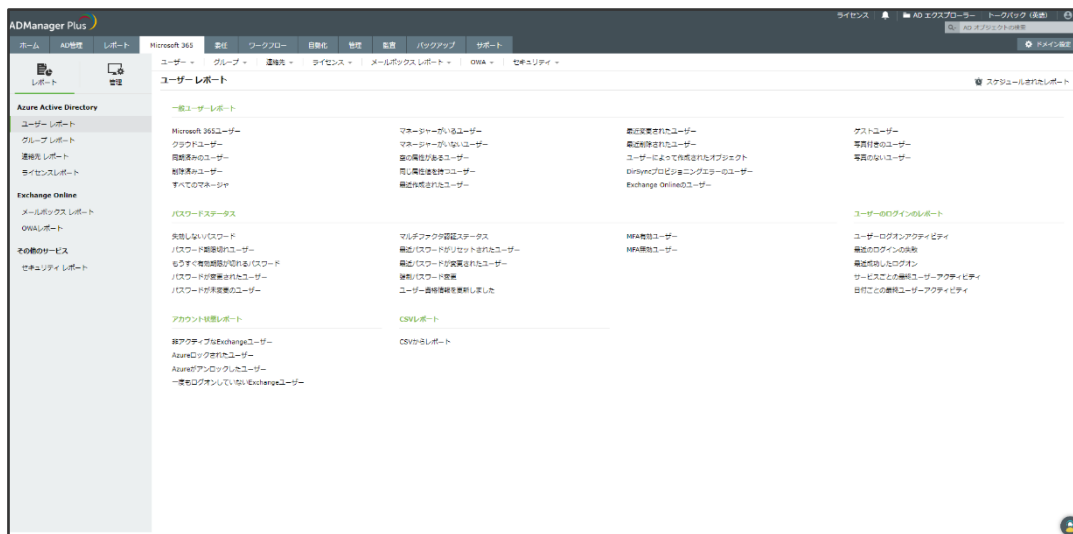 ライセンス AD エクスプローラー トークバック (英語)
ADManager Plus
AD オブジェクトの検索
ホーム AD管理 レポート Microsoft 365 委任 ワークフロー 自動化 管理 監査 バックアップ サポート ドメイン設定
ユーザー グループ 連絡先 ライセンス メールボックス レポート OWA セキュリティ
レポート 管理
ユーザー レポート スケジュールされたレポート
Azure Active Directory
ユーザー レポート
グループ レポート
連絡先 レポート
ライセンスレポート
Exchange Online
メールボックス レポート
OWAレポート
その他のサービス
セキュリティ レポート
一般ユーザーレポート
Microsoft 365ユーザー
クラウドユーザー
同期済みのユーザー
削除済みユーザー
すべてのマネージャ
マネージャーがいるユーザー
マネージャーがいないユーザー
空の属性があるユーザー
同じ属性値を持つユーザー
最近作成されたユーザー
最近変更されたユーザー
最近削除されたユーザー
ユーザーによって作成されたオブジェクト
DirSyncプロビジョニングエラーのユーザー
Exchange Onlineのユーザー
ゲストユーザー
写真付きのユーザー
写真のないユーザー
パスワードステータス
失効しないパスワード
パスワード期限切れユーザー
もうすぐ有効期限が切れるパスワード
パスワードが変更されたユーザー
パスワードが未変更のユーザー
マルチファクタ認証ステータス
最近パスワードがリセットされたユーザー
最近パスワードが変更されたユーザー
強制パスワード変更
ユーザー資格情報を更新しました
MFA有効ユーザー
MFA無効ユーザー
ユーザーのログインのレポート
ユーザーログオンアクティビティ
最近のログインの失敗
最近成功したログオン
サービスごとの最終ユーザーアクティビティ
日付ごとの最終ユーザーアクティビティ
アカウント状態レポート
非アクティブなExchangeユーザー
Azureロックされたユーザー
Azureがアンロックしたユーザー
一度もログオンしていないExchangeユーザー
CSVレポート
CSVからレポート